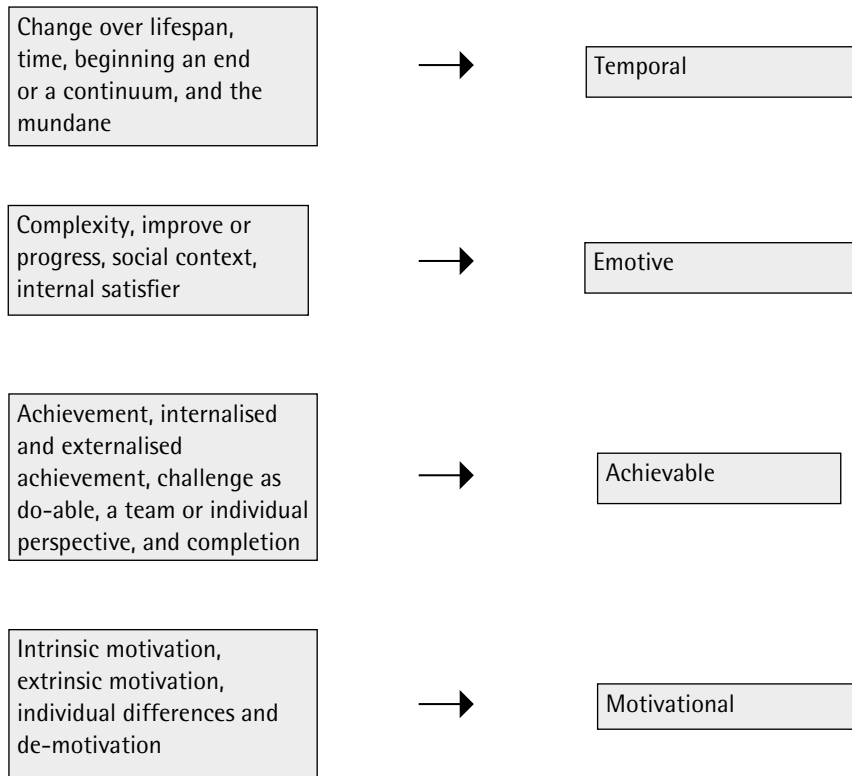 Change over lifespan,
time, beginning an end
or a continuum, and the
mundane
Temporal
Complexity, improve or
progress, social context,
internal satisfier
Emotive
Achievement, internalised
and externalised
achievement, challenge as
do-able, a team or individual
perspective, and completion
Achievable
Intrinsic motivation,
extrinsic motivation,
individual differences and
de-motivation
Motivational